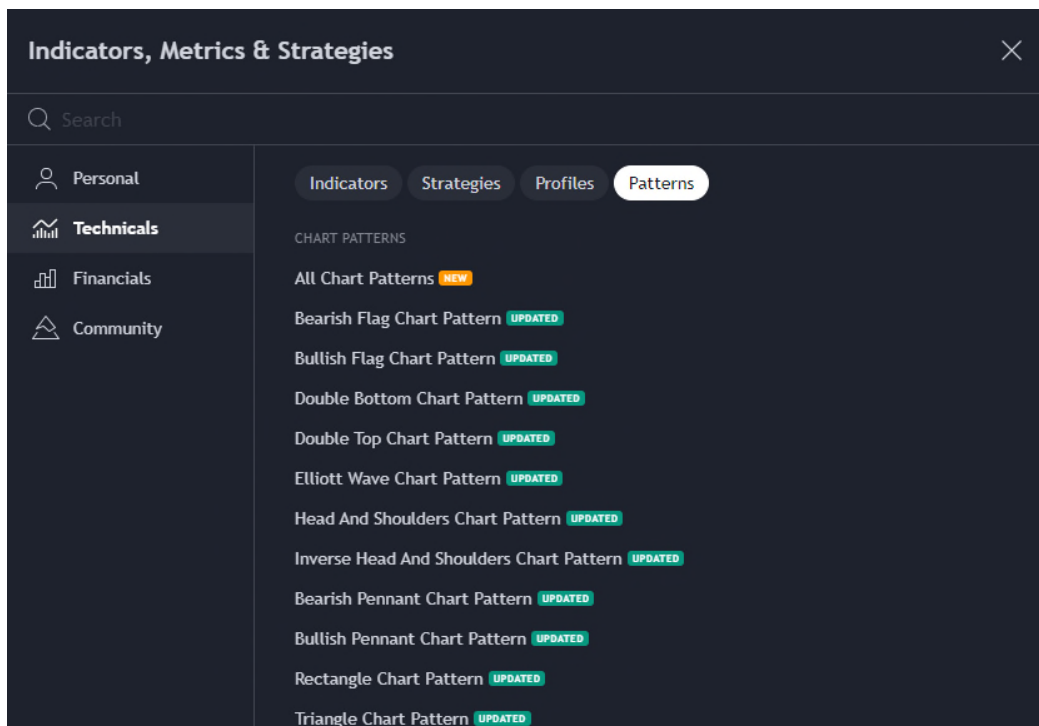 Indicators, Metrics & Strategies
Search
Personal
Technicals
Financials
Community
Indicators Strategies Profiles Patterns
CHART PATTERNS
All Chart Patterns NEW
Bearish Flag Chart Pattern UPDATED
Bullish Flag Chart Pattern UPDATED
Double Bottom Chart Pattern UPDATED
Double Top Chart Pattern UPDATED
Elliott Wave Chart Pattern UPDATED
Head And Shoulders Chart Pattern UPDATED
Inverse Head And Shoulders Chart Pattern UPDATED
Bearish Pennant Chart Pattern UPDATED
Bullish Pennant Chart Pattern UPDATED
Rectangle Chart Pattern UPDATED
Triangle Chart Pattern UPDATED